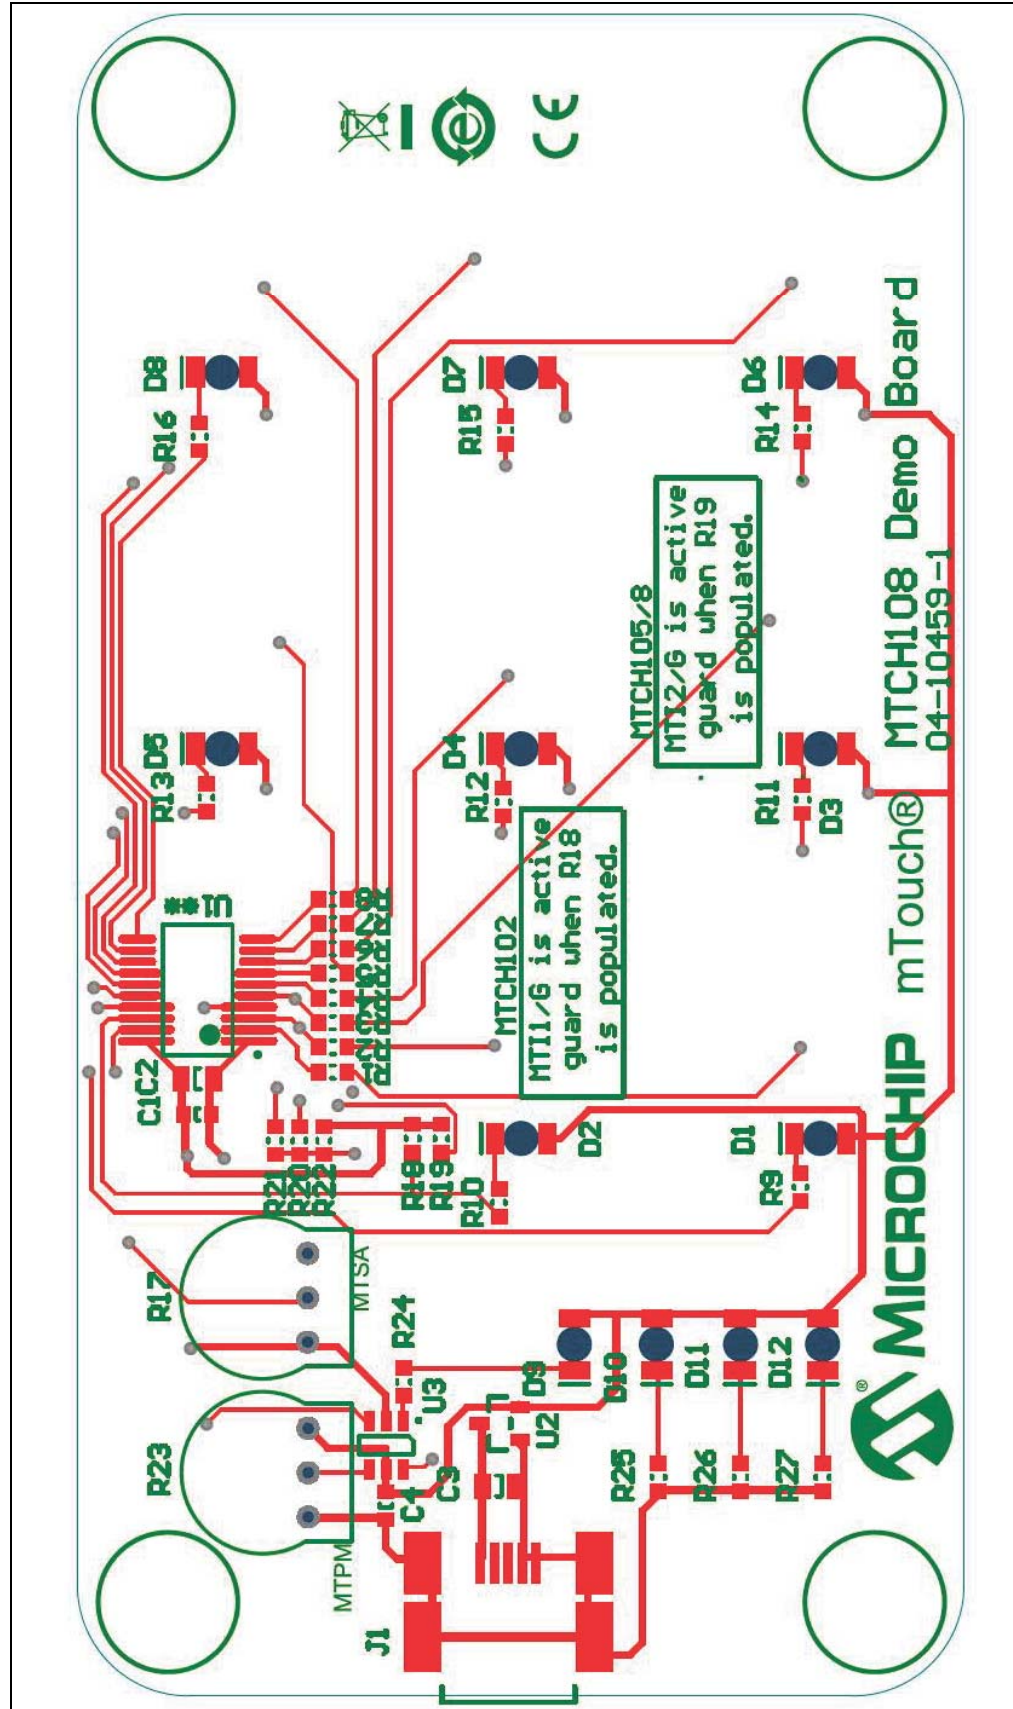 CE
e
D8
D7
D6
R16
R15
R14
MTCH108 Demo Board
04-10459-1
MTCH105/8
MTI2/G is active
guard when R19
is populated.
D5
D4
R13
R12
R11
D3
U1
**
MTCH102
MTI1/G is active
guard when R18
is populated.
mTouch®
C1
C2
D2
D1
R21
R20
R22
R18
R19
R10
R9
R17
MTSA
R24
MICROCHIP
®
D9
D10
D11
D12
U3
U2
R23
MTPM
C4
C3
R25
R26
R27
J1